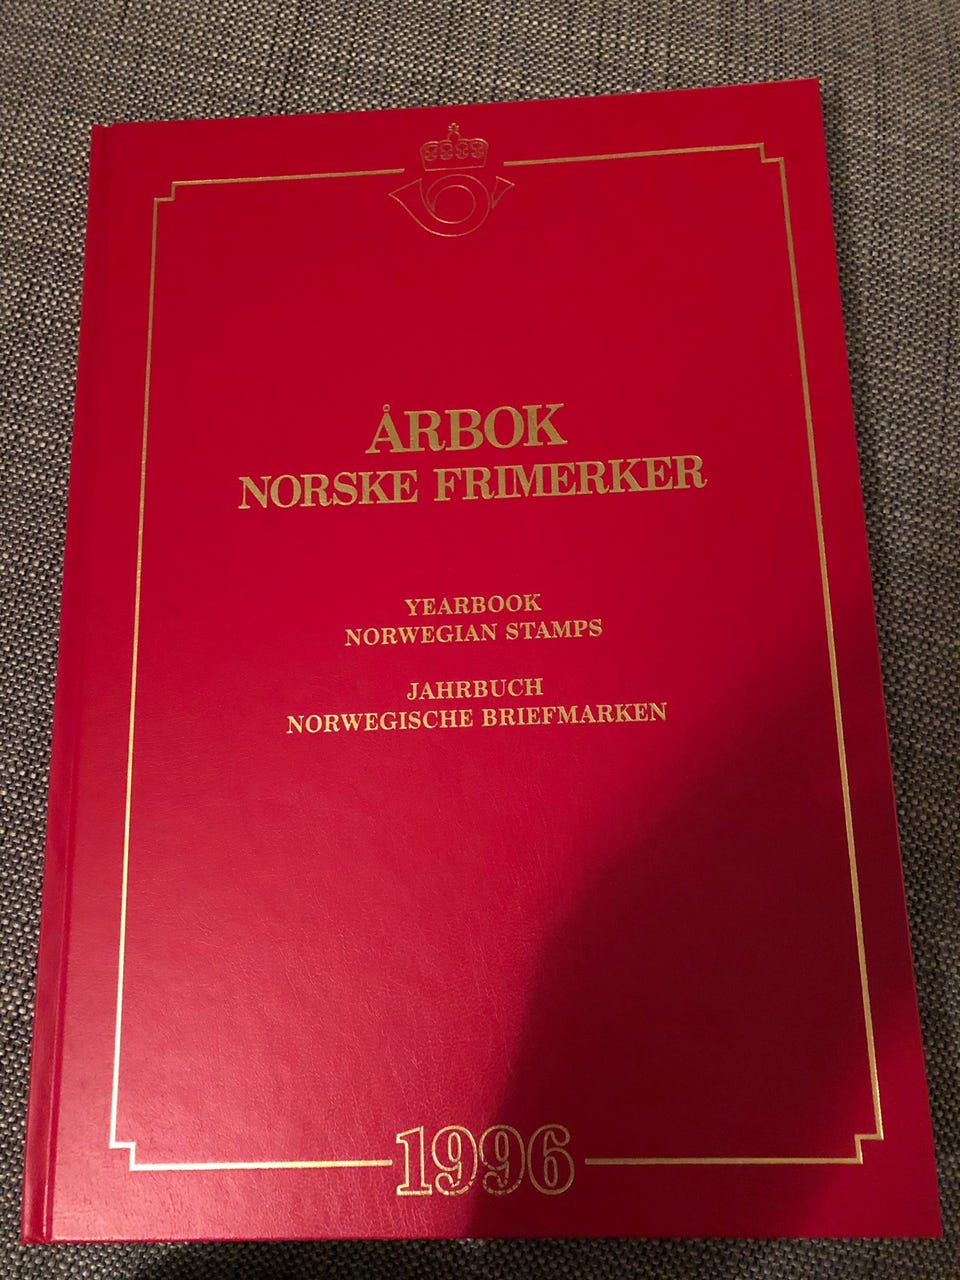 ÅRBOK
NORSKE FRIMERKER
YEARBOOK
NORWEGIAN STAMPS
JAHRBUCH
NORWEGISCHE BRIEFMARKEN
1996